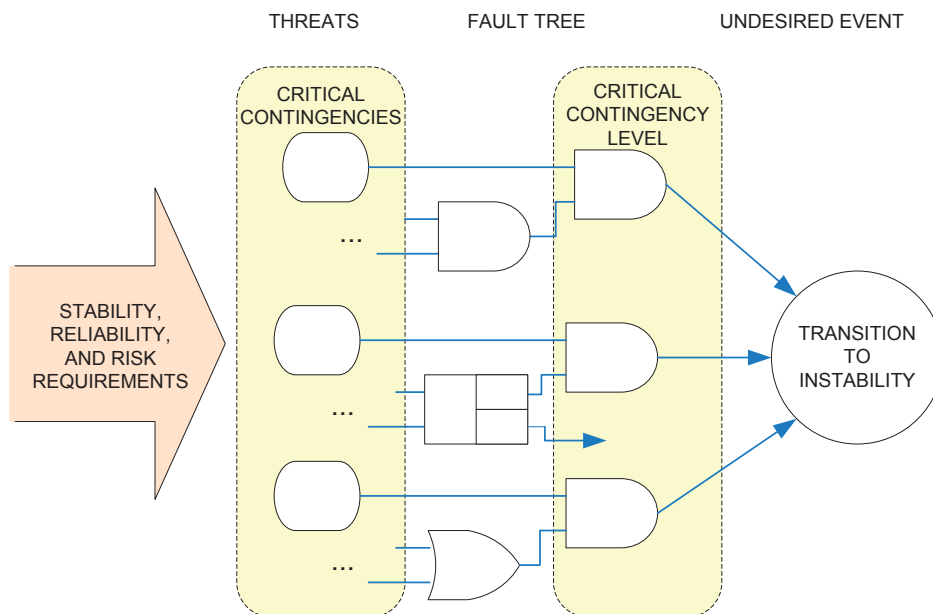 THREATS
FAULT TREE
UNDESIRED EVENT
CRITICAL
CONTINGENCIES
CRITICAL
CONTINGENCY
LEVEL
...
STABILITY,
RELIABILITY,
AND RISK
REQUIREMENTS
...
TRANSITION
TO
INSTABILITY
...